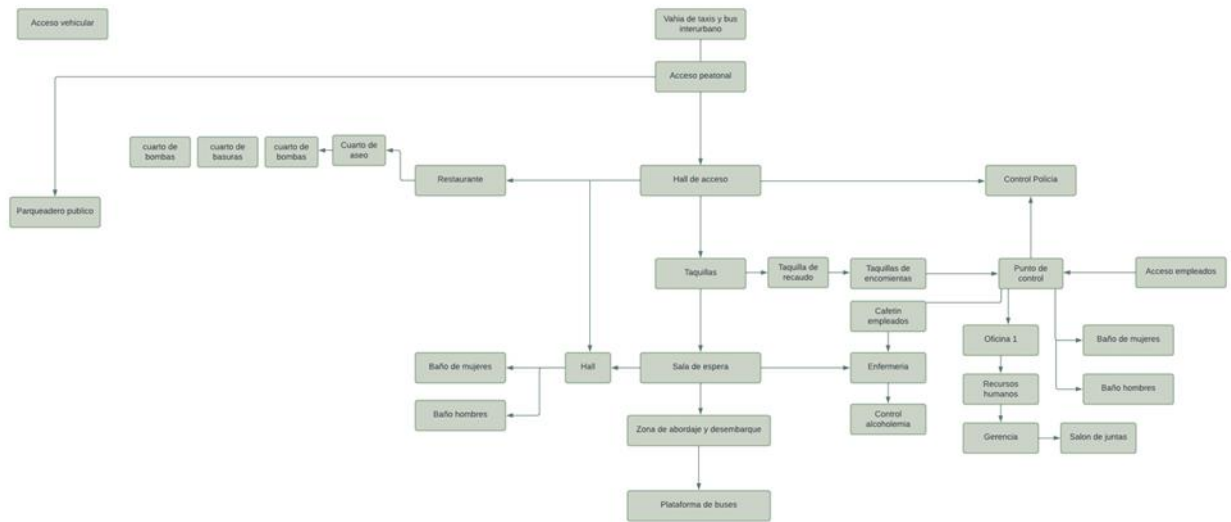 Acceso vehicular
Vahia de taxis y bus
interurbano
Acceso peatonal
cuarto de
bombas
cuarto de
basuras
cuarto de
bombas
Cuarto de
aseo
Restaurante
Hall de acceso
Control Policia
Parqueadero publico
Taquillas
Taquilla de
recaudo
Taquillas de
encomientas
Punto de
control
Acceso empleados
Cafetin
empleados
Oficina 1
Baño de mujeres
Baño de mujeres
Hall
Sala de espera
Enfermeria
Recursos
humanos
Baño hombres
Baño hombres
Zona de abordaje y desembarque
Control
alcoholemia
Gerencia
Salon de juntas
Plataforma de buses